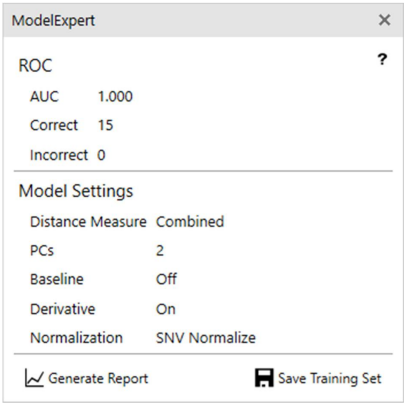 ModelExpert ×
ROC ?
AUC 1.000
Correct 15
Incorrect 0
Model Settings
Distance Measure Combined
PCs 2
Baseline Off
Derivative On
Normalization SNV Normalize
Generate Report Save Training Set